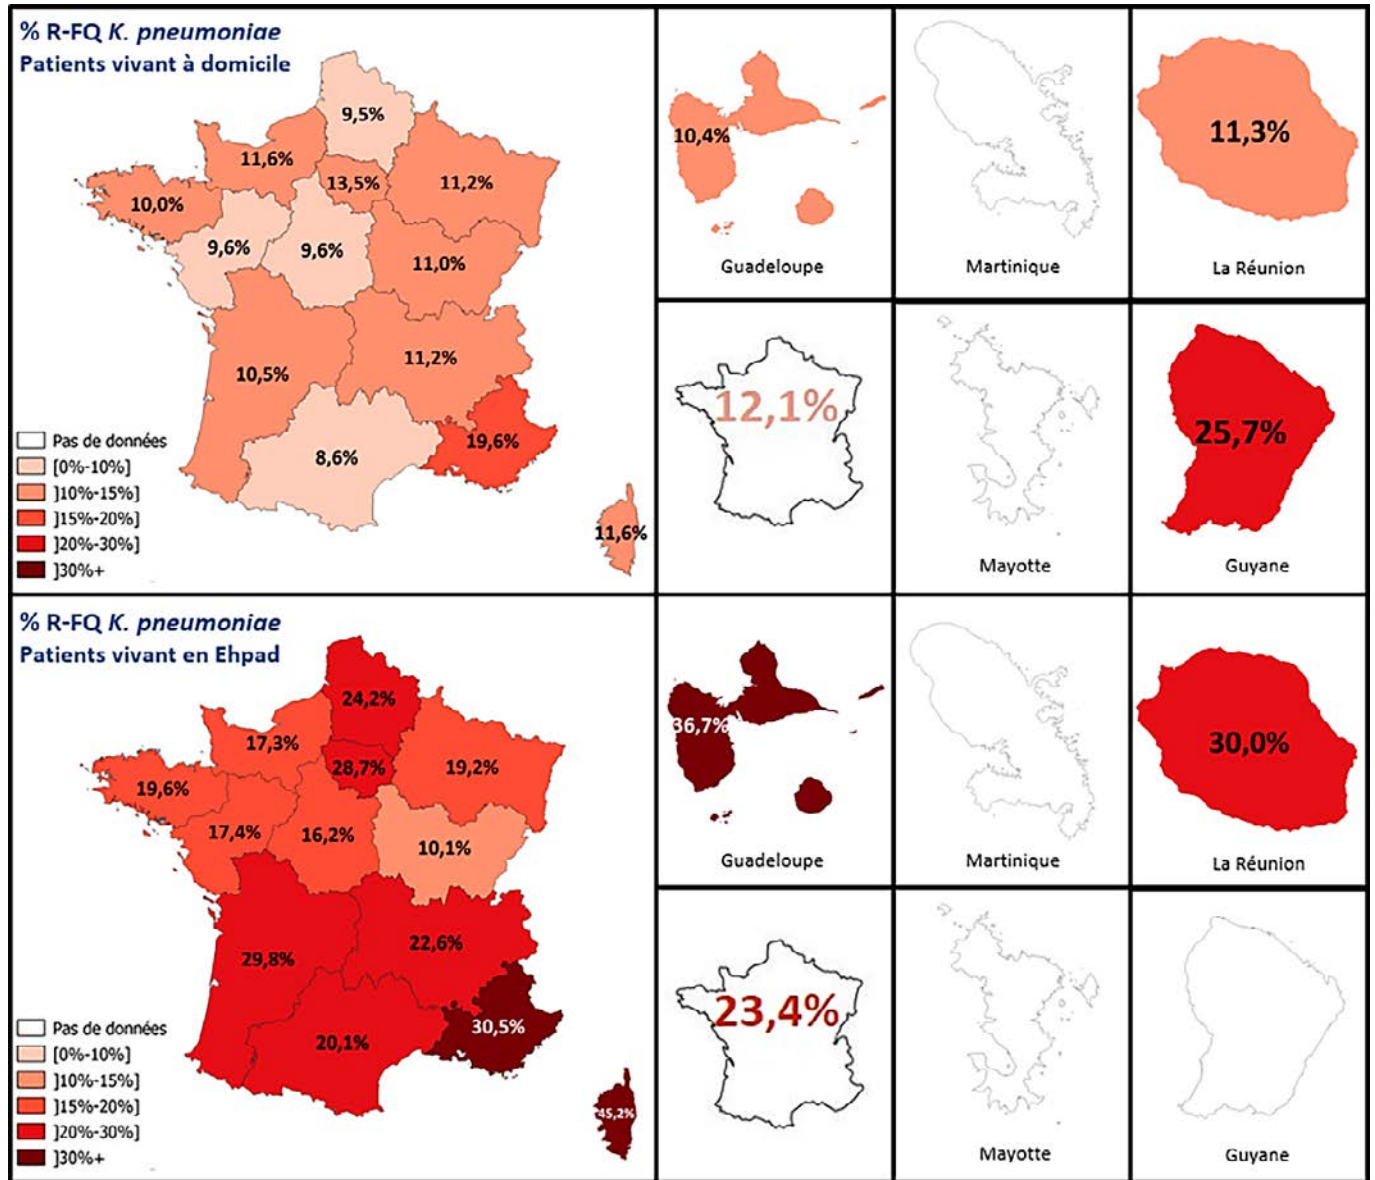 % R-FQ K. pneumoniae
Patients vivant à domicile
9,5%
11,6%
13,5%
11,2%
10,0%
9,6%
9,6%
11,0%
11,2%
10,5%
19,6%
8,6%
11,6%
Pas de données
[0%-10%]
]10%-15%]
]15%-20%]
]20%-30%]
]30%+
10,4%
Guadeloupe
Martinique
11,3%
La Réunion
12,1%
Mayotte
25,7%
Guyane
% R-FQ K. pneumoniae
Patients vivant en Ehpad
24,2%
17,3%
28,7%
19,2%
19,6%
17,4%
16,2%
10,1%
22,6%
29,8%
30,5%
20,1%
45,2%
Pas de données
[0%-10%]
]10%-15%]
]15%-20%]
]20%-30%]
]30%+
36,7%
Guadeloupe
Martinique
30,0%
La Réunion
23,4%
Mayotte
Guyane